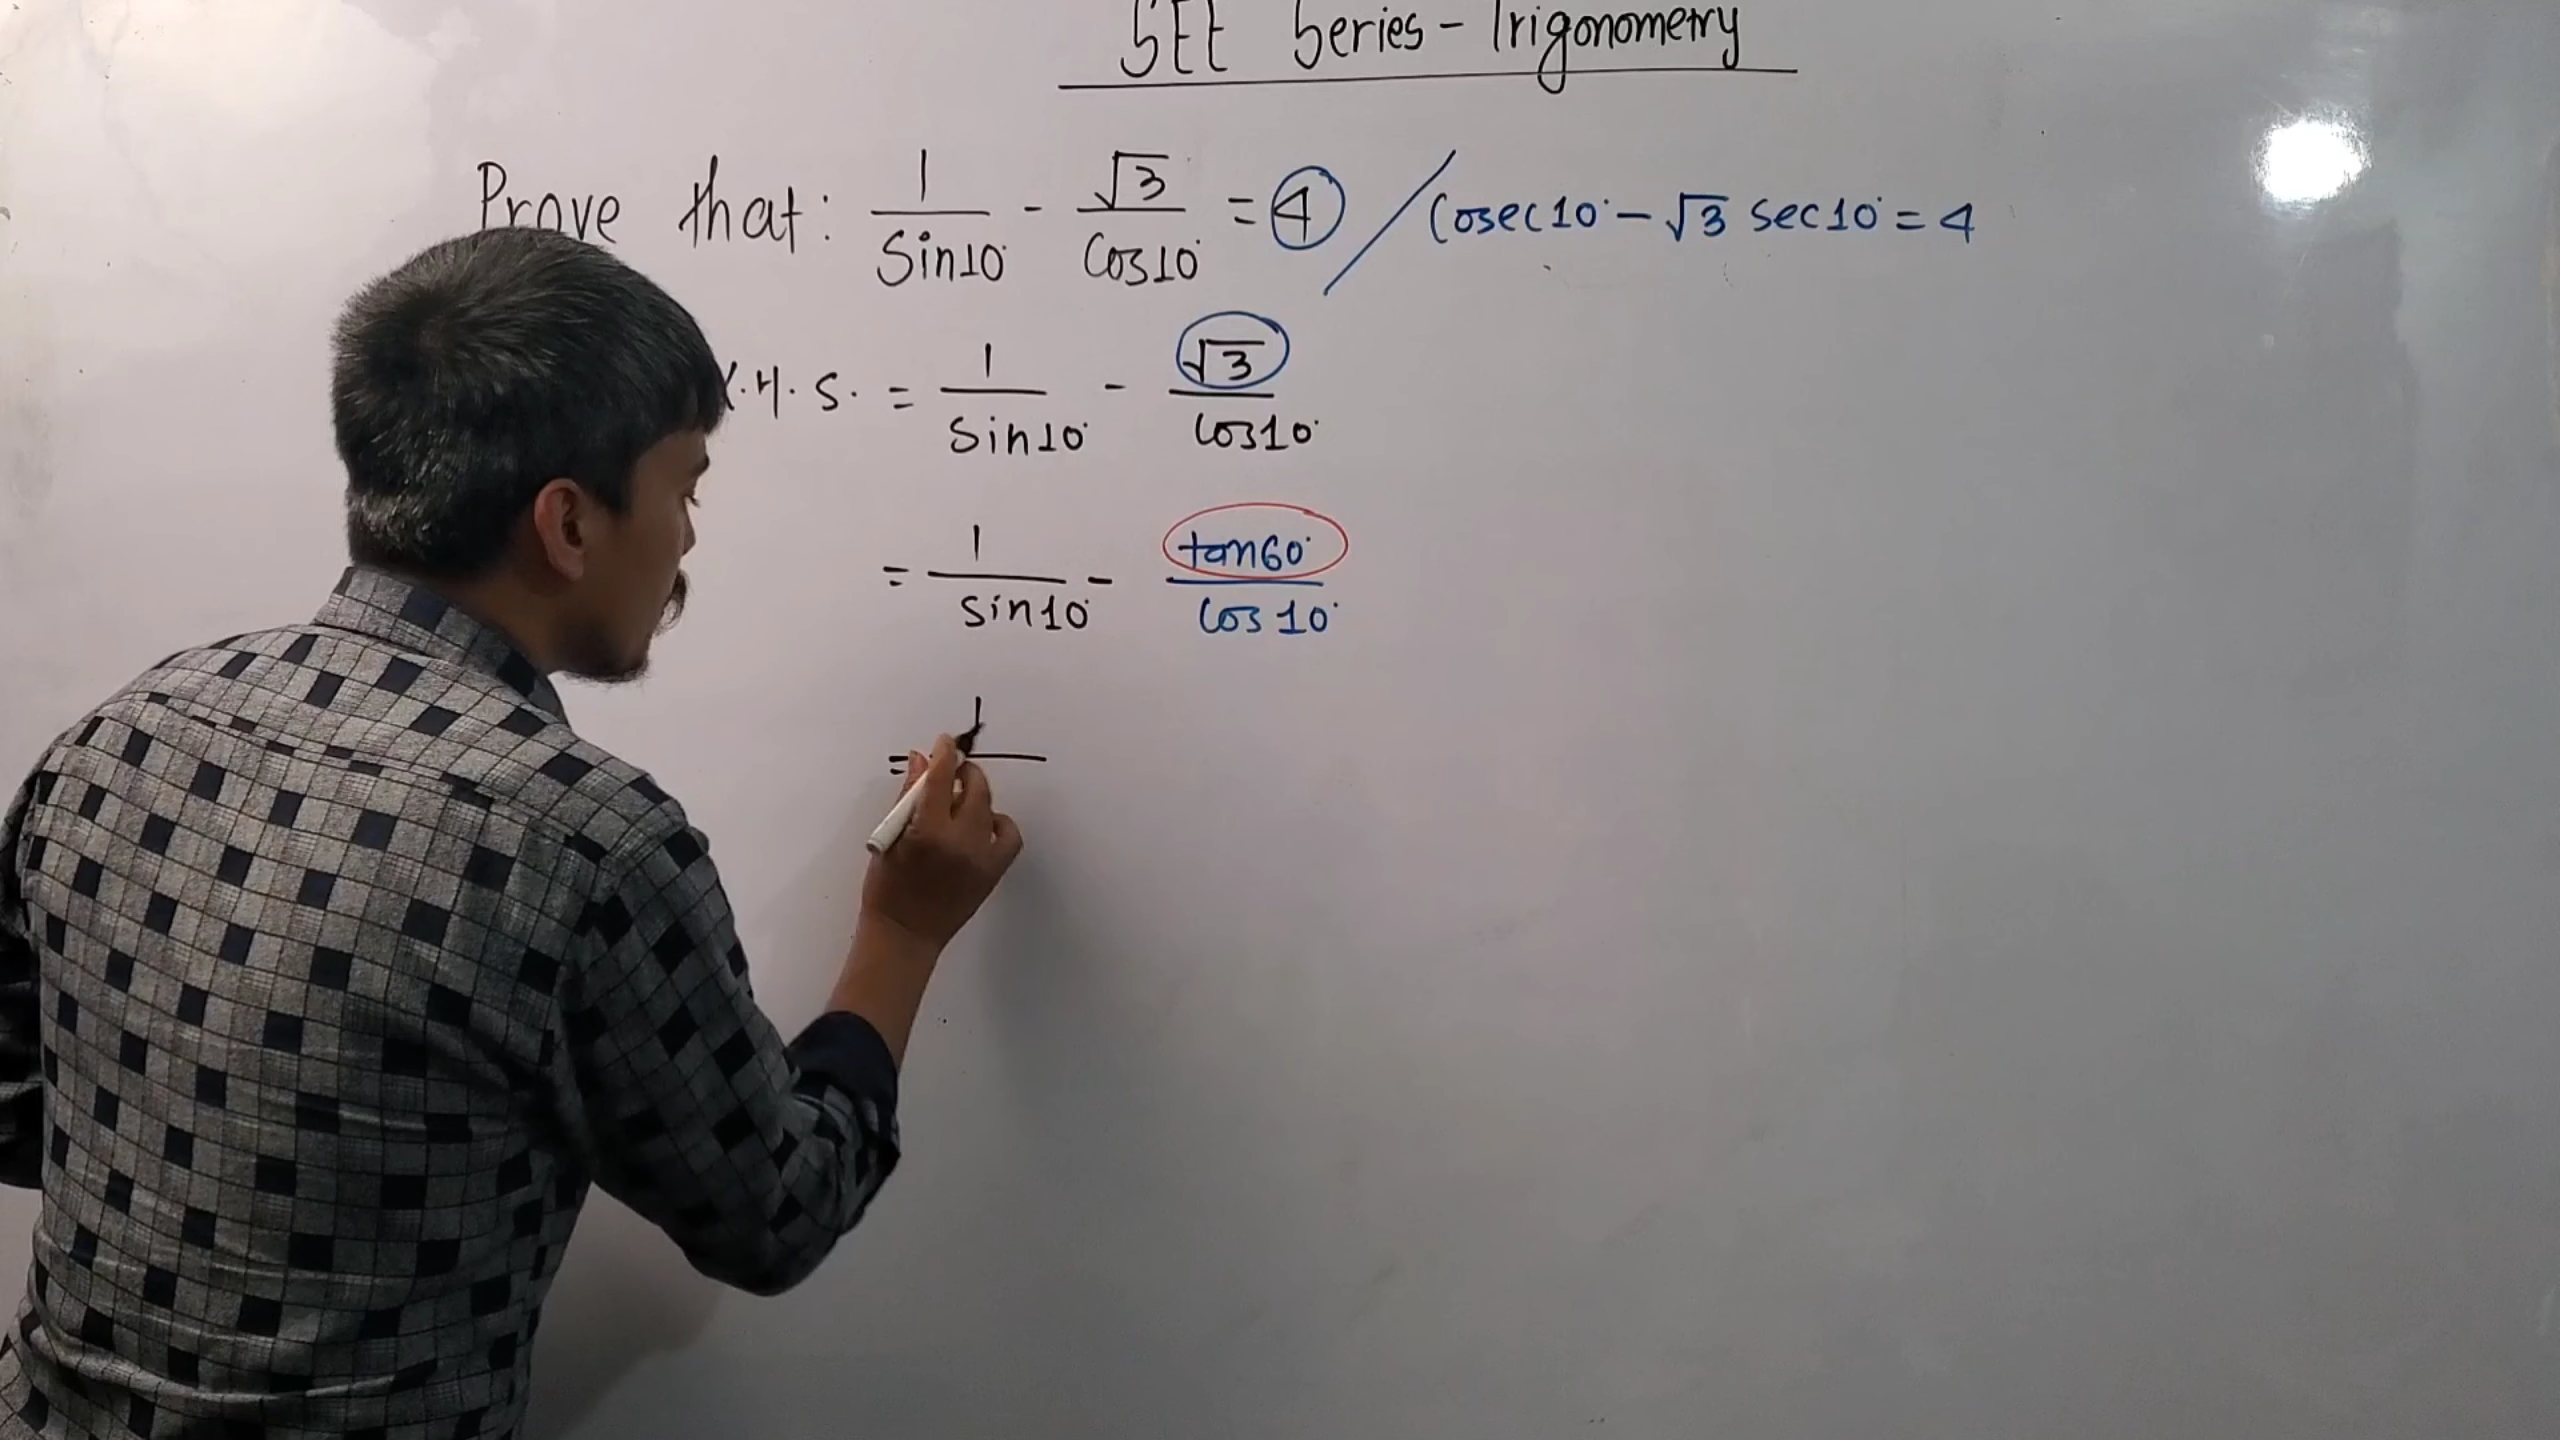 SEE Series - Trigonometry
Prove that: 1/Sin10° - √3/Cos10° = 4 / Cosec10° - √3 sec10° = 4
L.H.S. = 1/Sin10° - √3/Cos10°
= 1/Sin10° - tan60°/Cos10°
= 1/